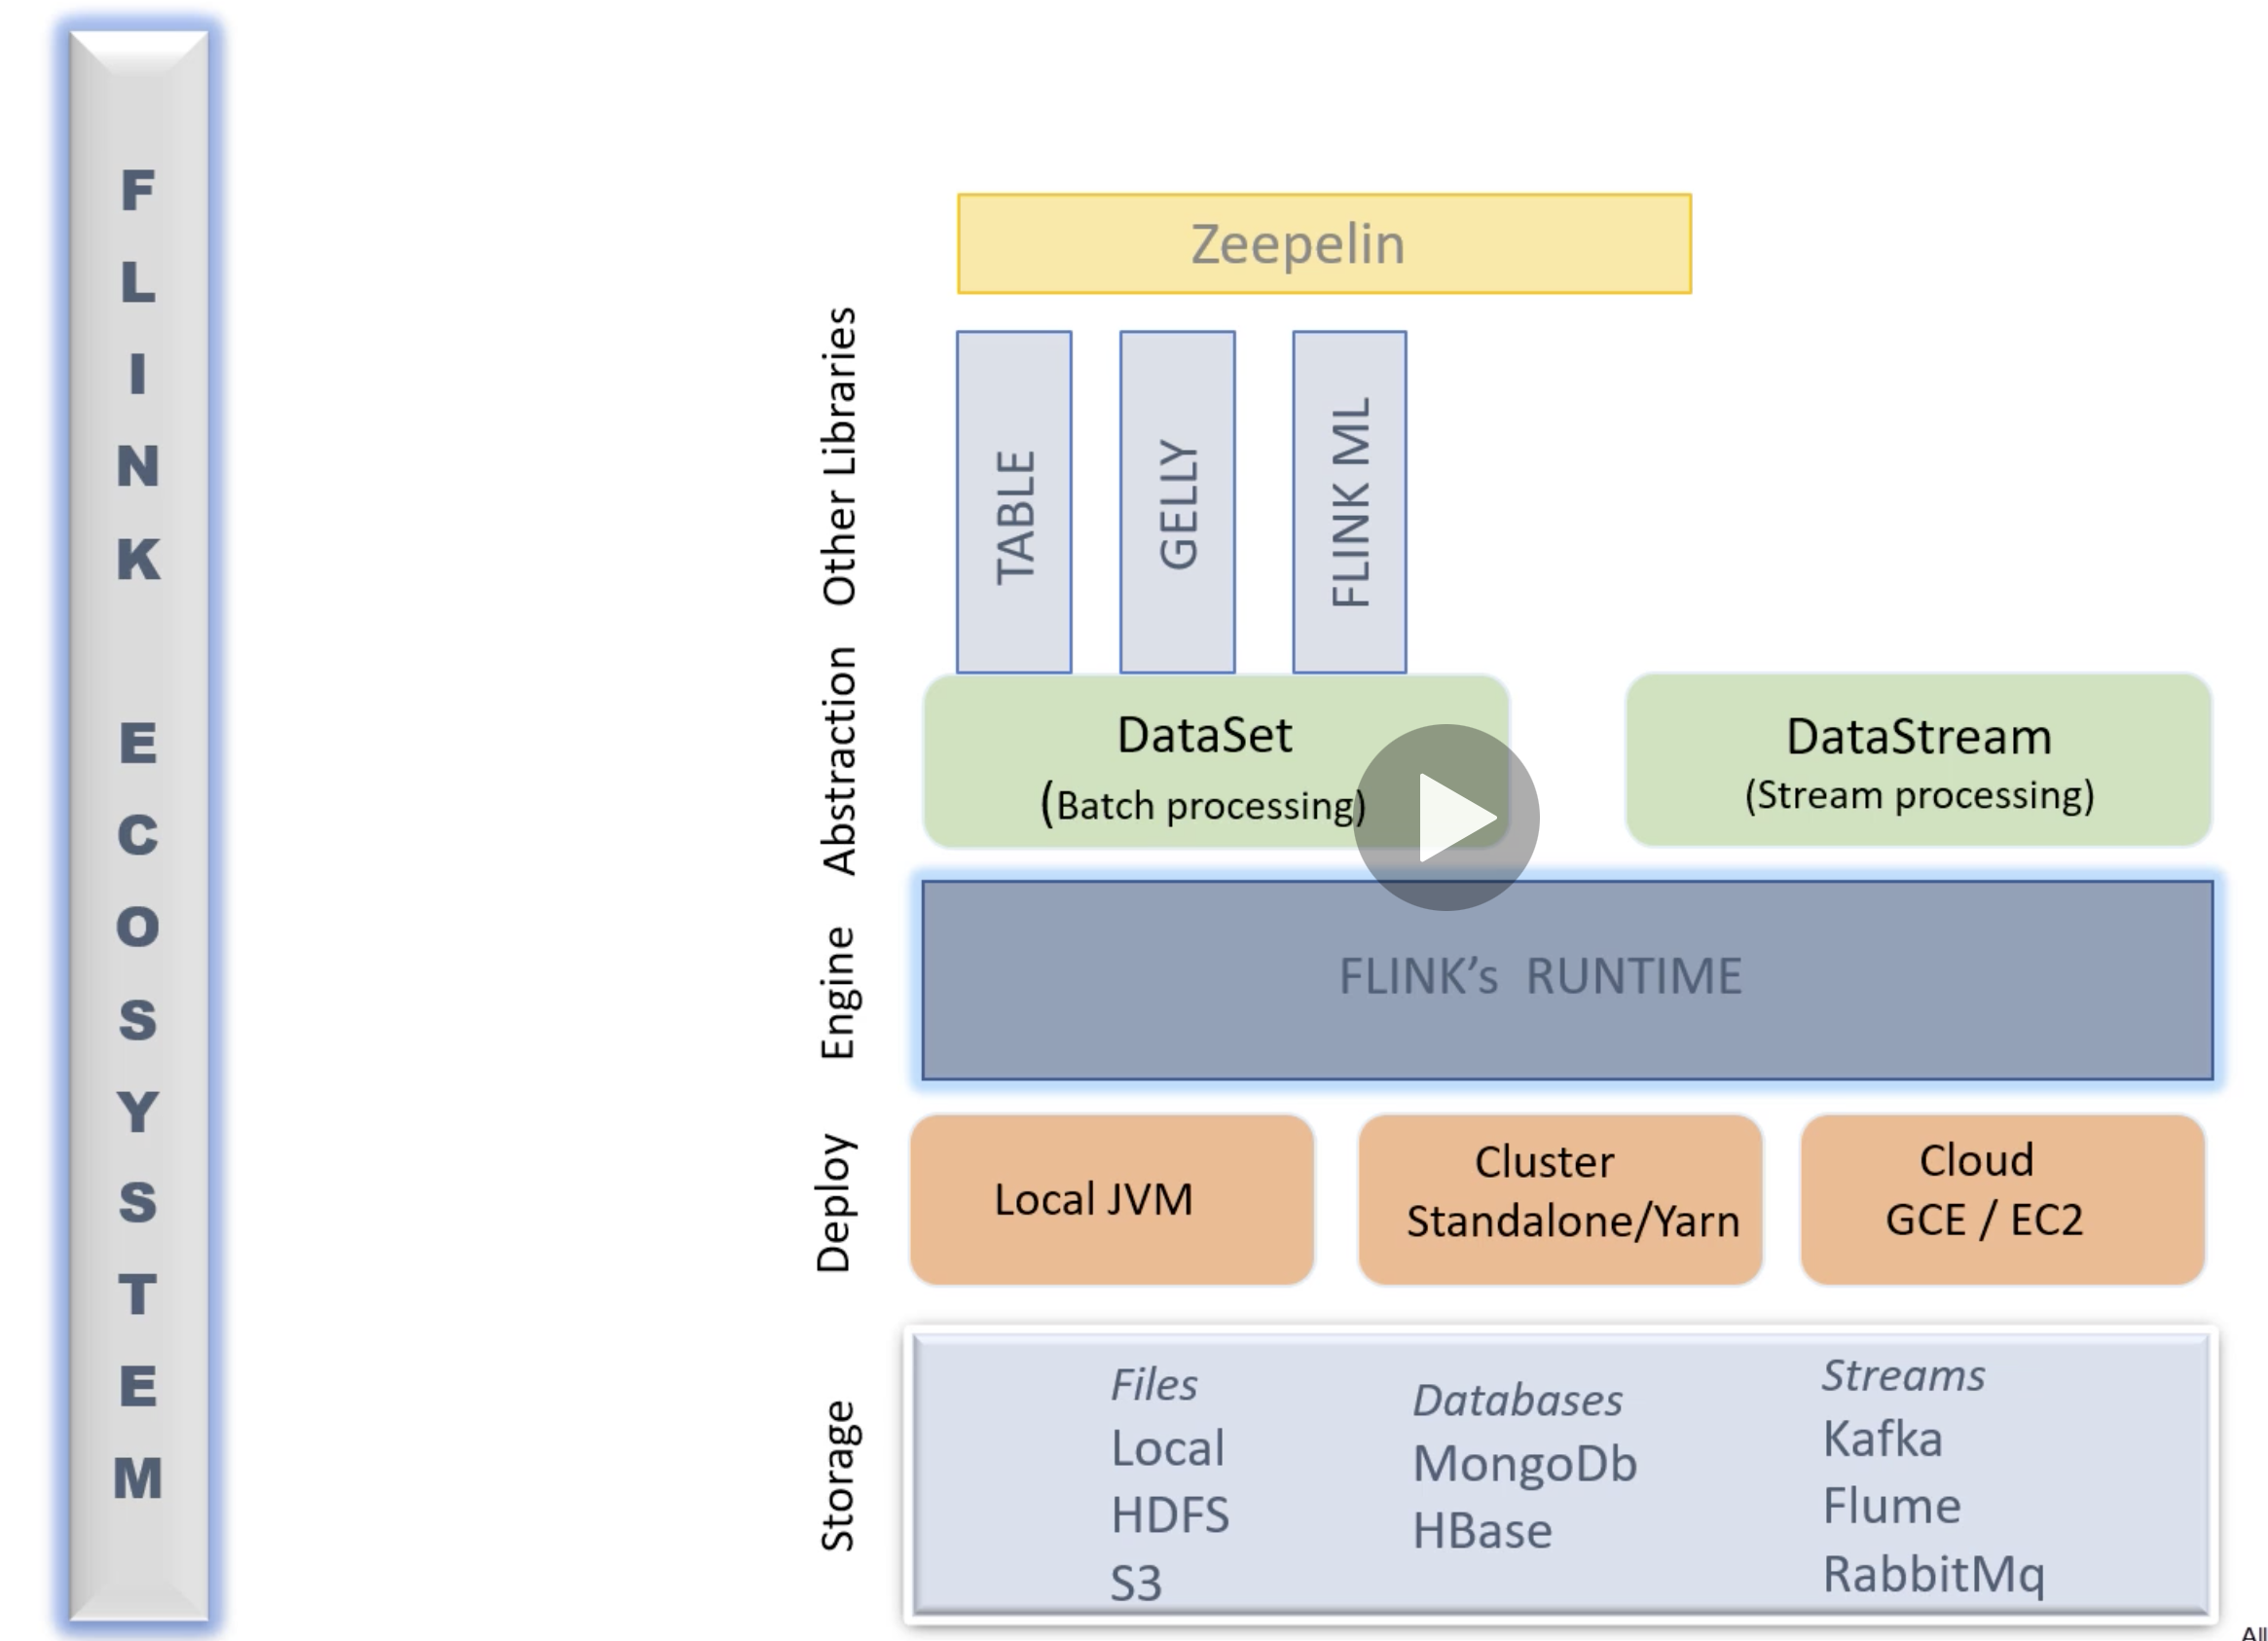 FLINK ECOSYSTEM
Zeepelin
Other Libraries
TABLE
GELLY
FLINK ML
Abstraction
DataSet
(Batch processing)
DataStream
(Stream processing)
Engine
FLINK’s RUNTIME
Deploy
Local JVM
Cluster
Standalone/Yarn
Cloud
GCE / EC2
Storage
Files
Local
HDFS
S3
Databases
MongoDb
HBase
Streams
Kafka
Flume
RabbitMq